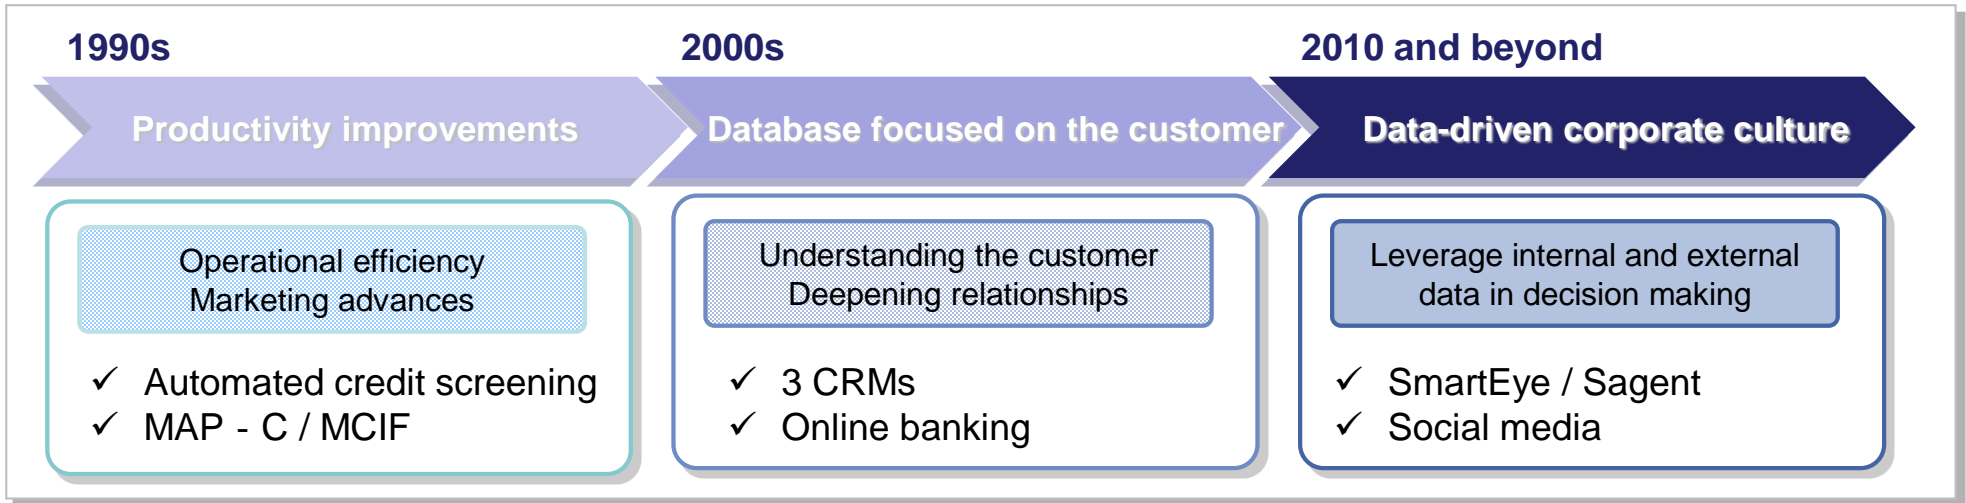 1990s
Productivity improvements
Operational efficiency
Marketing advances
✓ Automated credit screening
✓ MAP - C / MCIF
2000s
Database focused on the customer
Understanding the customer
Deepening relationships
✓ 3 CRMs
✓ Online banking
2010 and beyond
Data-driven corporate culture
Leverage internal and external
data in decision making
✓ SmartEye / Sagent
✓ Social media